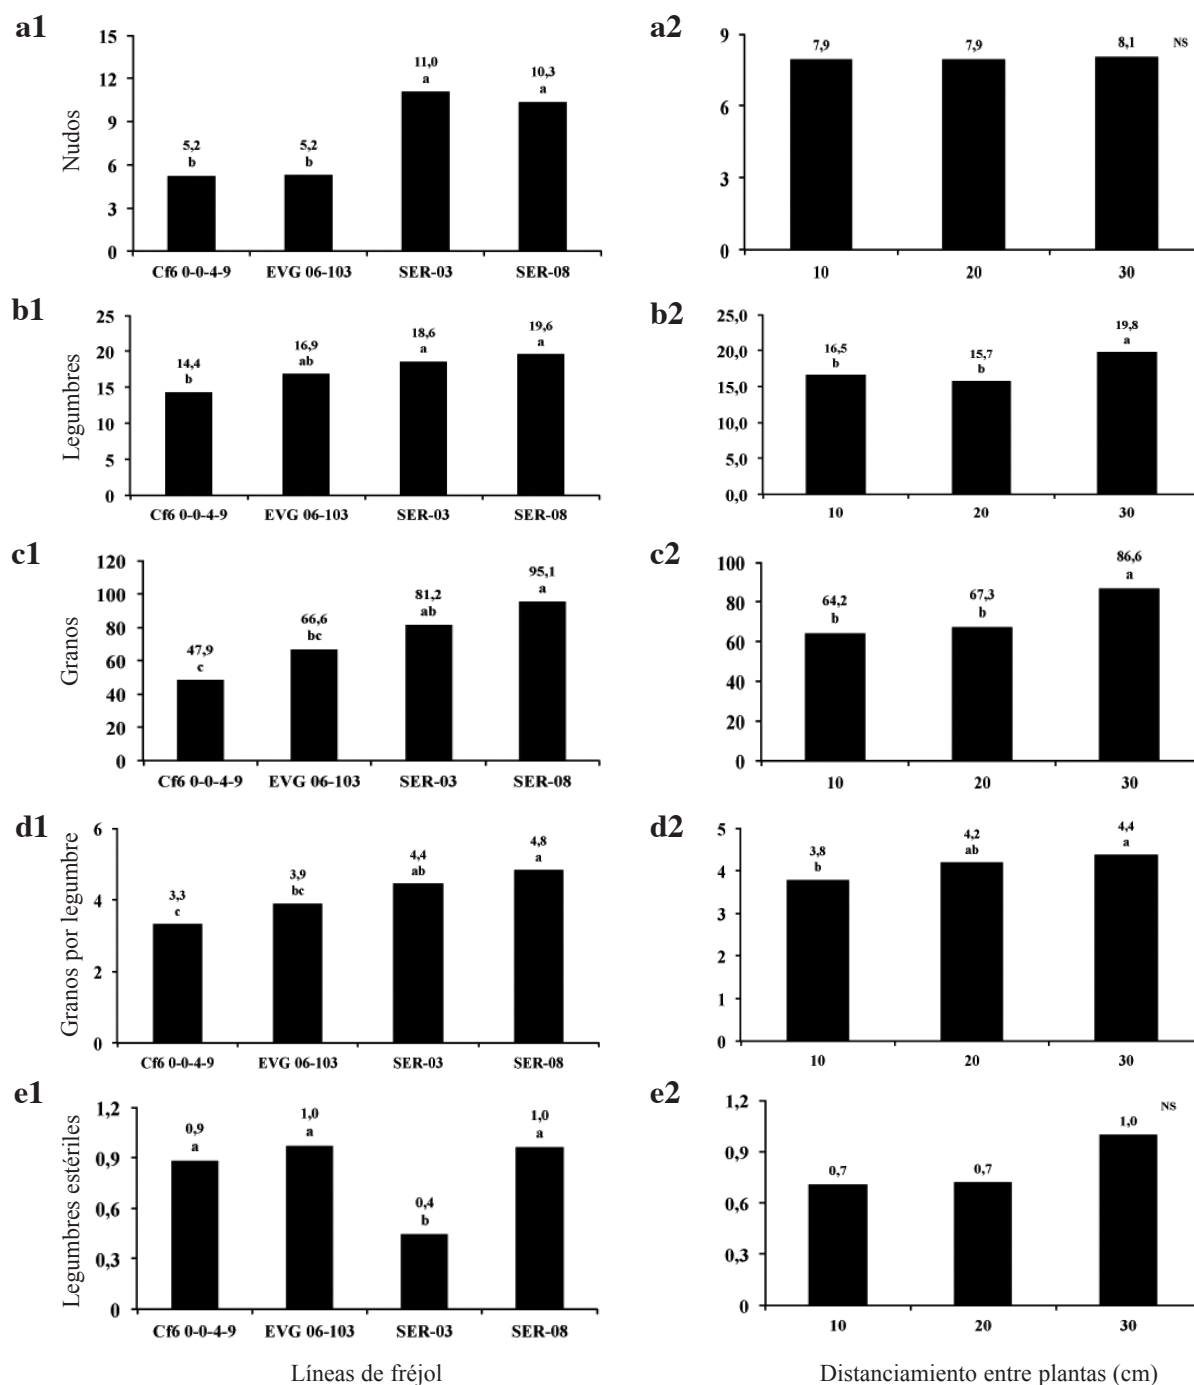 a1
Nudos
15
12
9
6
3
0
5,2
b
5,2
b
11,0
a
10,3
a
Cf6 0-0-4-9 EVG 06-103 SER-03 SER-08
a2
9
6
3
0
7,9
7,9
8,1
NS
10 20 30
b1
Legumbres
25
20
15
10
5
0
14,4
b
16,9
ab
18,6
a
19,6
a
Cf6 0-0-4-9 EVG 06-103 SER-03 SER-08
b2
25,0
20,0
15,0
10,0
5,0
0,0
16,5
b
15,7
b
19,8
a
10 20 30
c1
Granos
120
100
80
60
40
20
0
47,9
c
66,6
bc
81,2
ab
95,1
a
Cf6 0-0-4-9 EVG 06-103 SER-03 SER-08
c2
100
80
60
40
20
0
64,2
b
67,3
b
86,6
a
10 20 30
d1
Granos por legumbre
6
4
2
0
3,3
c
3,9
bc
4,4
ab
4,8
a
Cf6 0-0-4-9 EVG 06-103 SER-03 SER-08
d2
5
4
3
2
1
0
3,8
b
4,2
ab
4,4
a
10 20 30
e1
Legumbres estériles
1,2
0,9
0,6
0,3
0
0,9
a
1,0
a
0,4
b
1,0
a
Cf6 0-0-4-9 EVG 06-103 SER-03 SER-08
Líneas de fréjol
e2
1,2
0,9
0,6
0,3
0
0,7
0,7
1,0
NS
10 20 30
Distanciamiento entre plantas (cm)